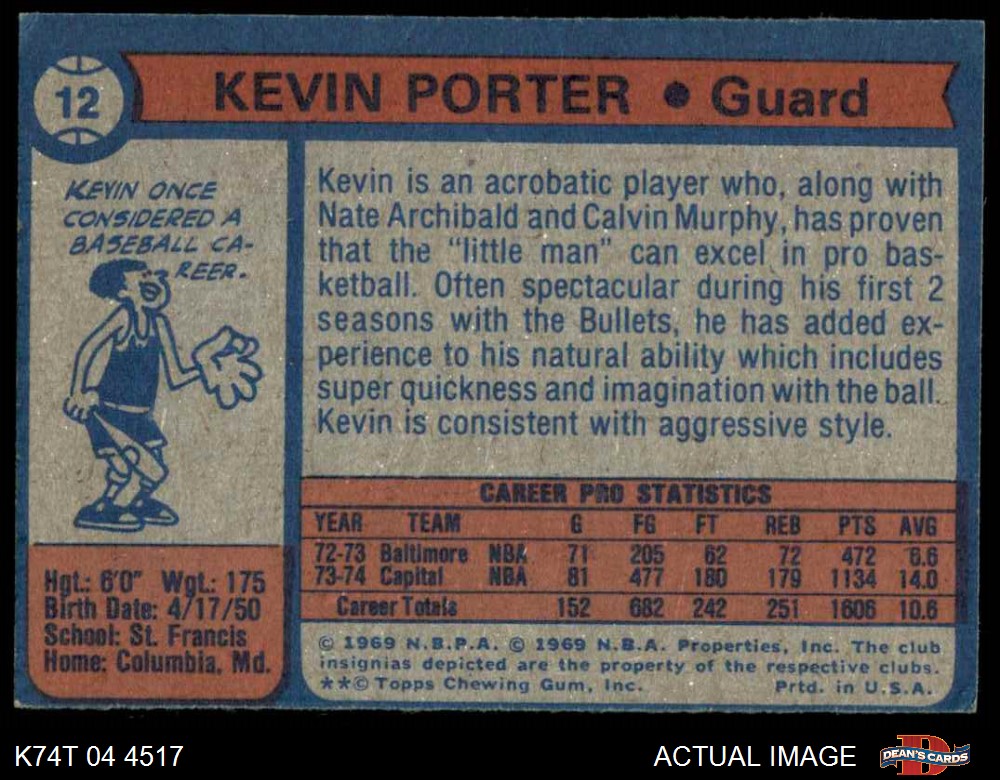 12
KEVIN PORTER • Guard
KEVIN ONCE
CONSIDERED A
BASEBALL CA-
REER.
Kevin is an acrobatic player who, along with
Nate Archibald and Calvin Murphy, has proven
that the "little man" can excel in pro bas-
ketball. Often spectacular during his first 2
seasons with the Bullets, he has added ex-
perience to his natural ability which includes
super quickness and imagination with the ball.
Kevin is consistent with aggressive style.
Hgt.: 6'0" Wgt.: 175
Birth Date: 4/17/50
School: St. Francis
Home: Columbia, Md.
CAREER PRO STATISTICS
YEAR TEAM G FG FT REB PTS AVG
72-73 Baltimore NBA 71 205 62 72 472 6.6
73-74 Capital NBA 81 477 180 179 1134 14.0
Career Totals 152 682 242 251 1606 10.6
© 1969 N.B.P.A. © 1969 N.B.A. Properties, Inc. The club
insignias depicted are the property of the respective clubs.
**© Topps Chewing Gum, Inc. Prtd. in U.S.A.
K74T 04 4517 ACTUAL IMAGE DEAN'S CARDS